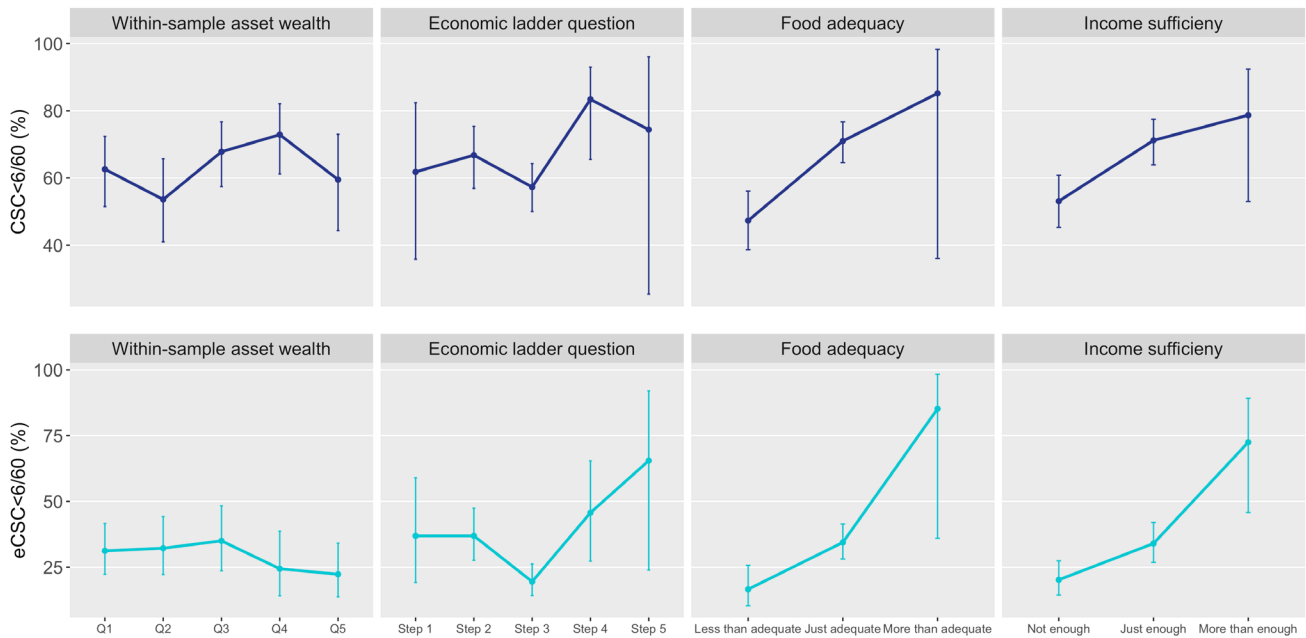 Within-sample asset wealth
Economic ladder question
Food adequacy
Income sufficieny
CSC<6/60 (%)
100
80
60
40
Within-sample asset wealth
Economic ladder question
Food adequacy
Income sufficieny
eCSC<6/60 (%)
100
75
50
25
Q1 Q2 Q3 Q4 Q5
Step 1 Step 2 Step 3 Step 4 Step 5
Less than adequate Just adequate More than adequate
Not enough Just enough More than enough